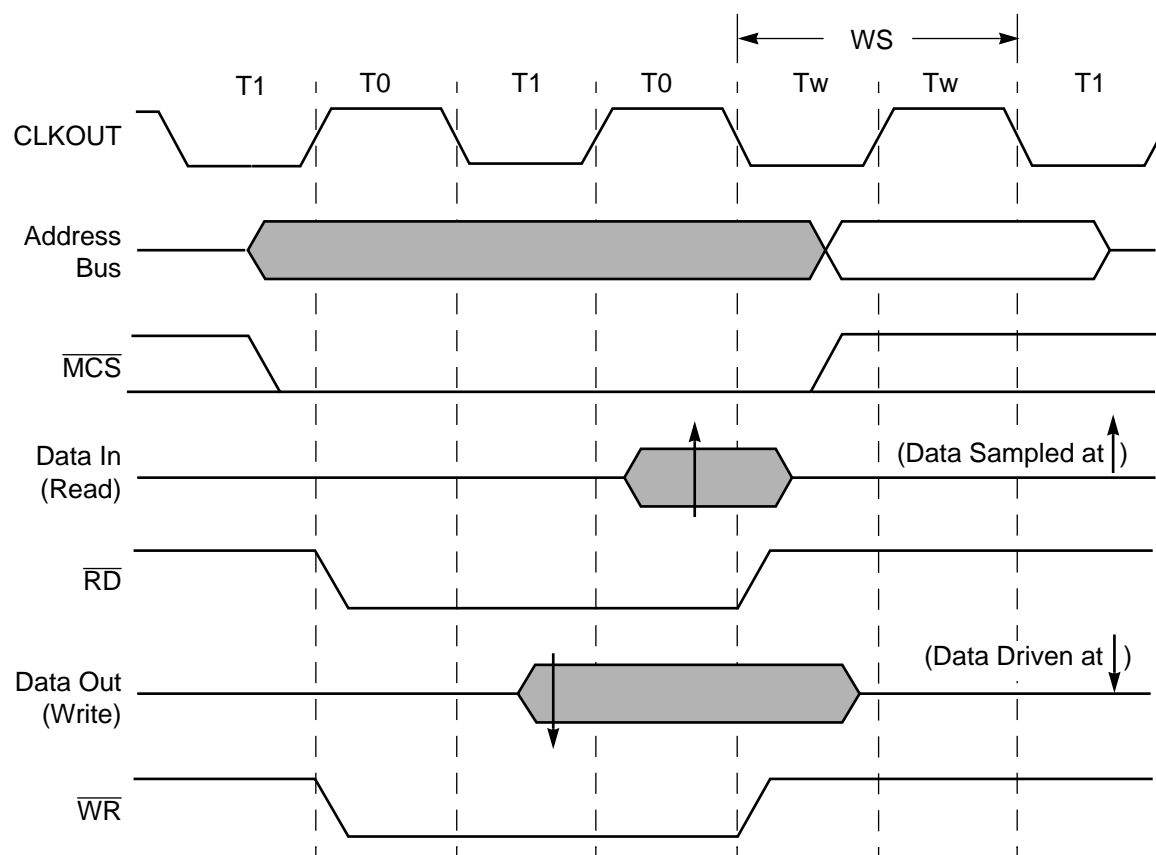 WS
T1 T0 T1 T0 Tw Tw T1
CLKOUT
Address
Bus
MCS
Data In
(Read)
(Data Sampled at )
RD
Data Out
(Write)
(Data Driven at )
WR